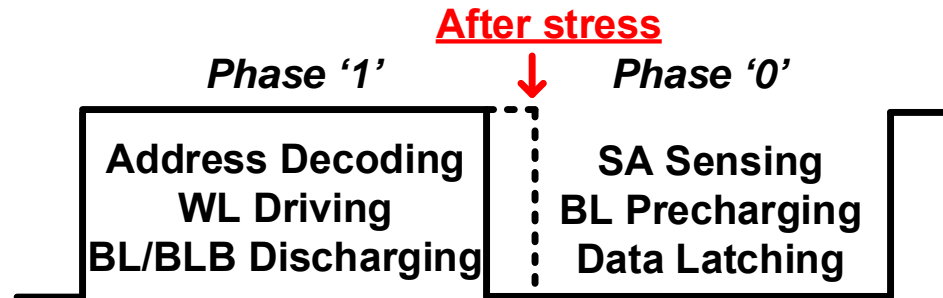 After stress
Phase ‘1’
Phase ‘0’
Address Decoding
WL Driving
BL/BLB Discharging
SA Sensing
BL Precharging
Data Latching